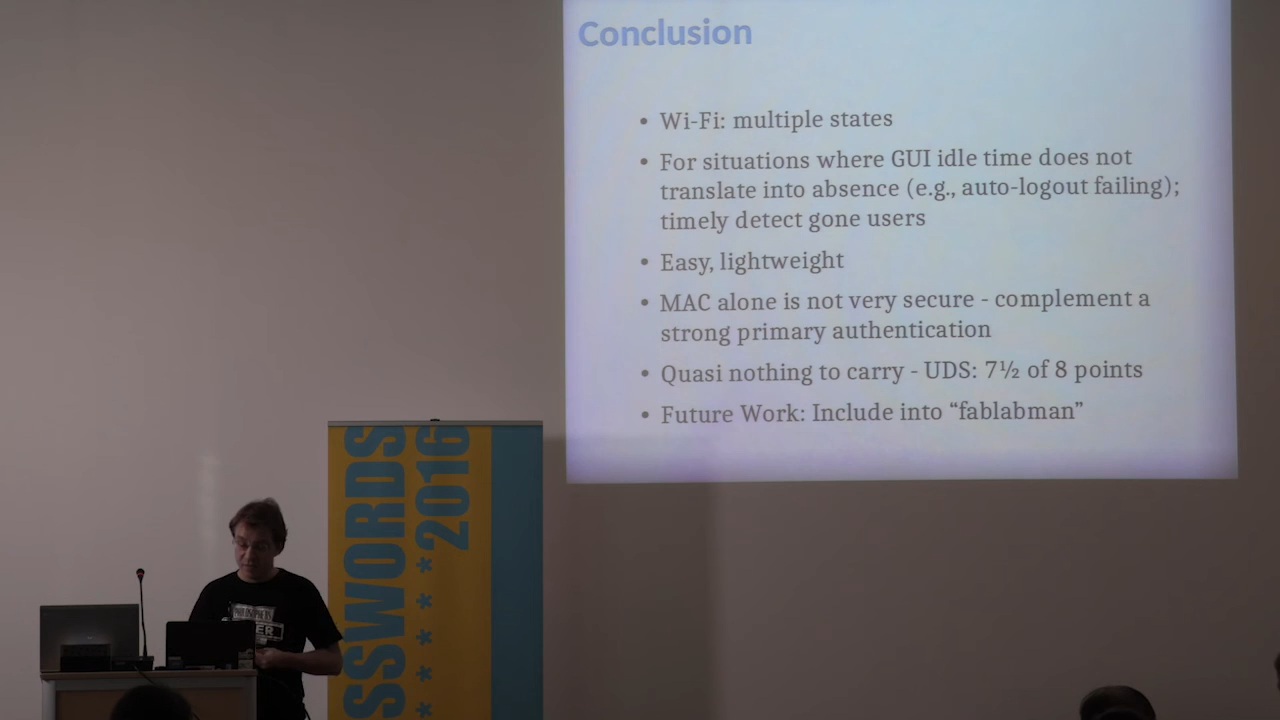 Conclusion
• Wi-Fi: multiple states
• For situations where GUI idle time does not
translate into absence (e.g., auto-logout failing);
timely detect gone users
• Easy, lightweight
• MAC alone is not very secure - complement a
strong primary authentication
• Quasi nothing to carry - UDS: 7½ of 8 points
• Future Work: Include into “fablabman”
SSWORDS
******2016